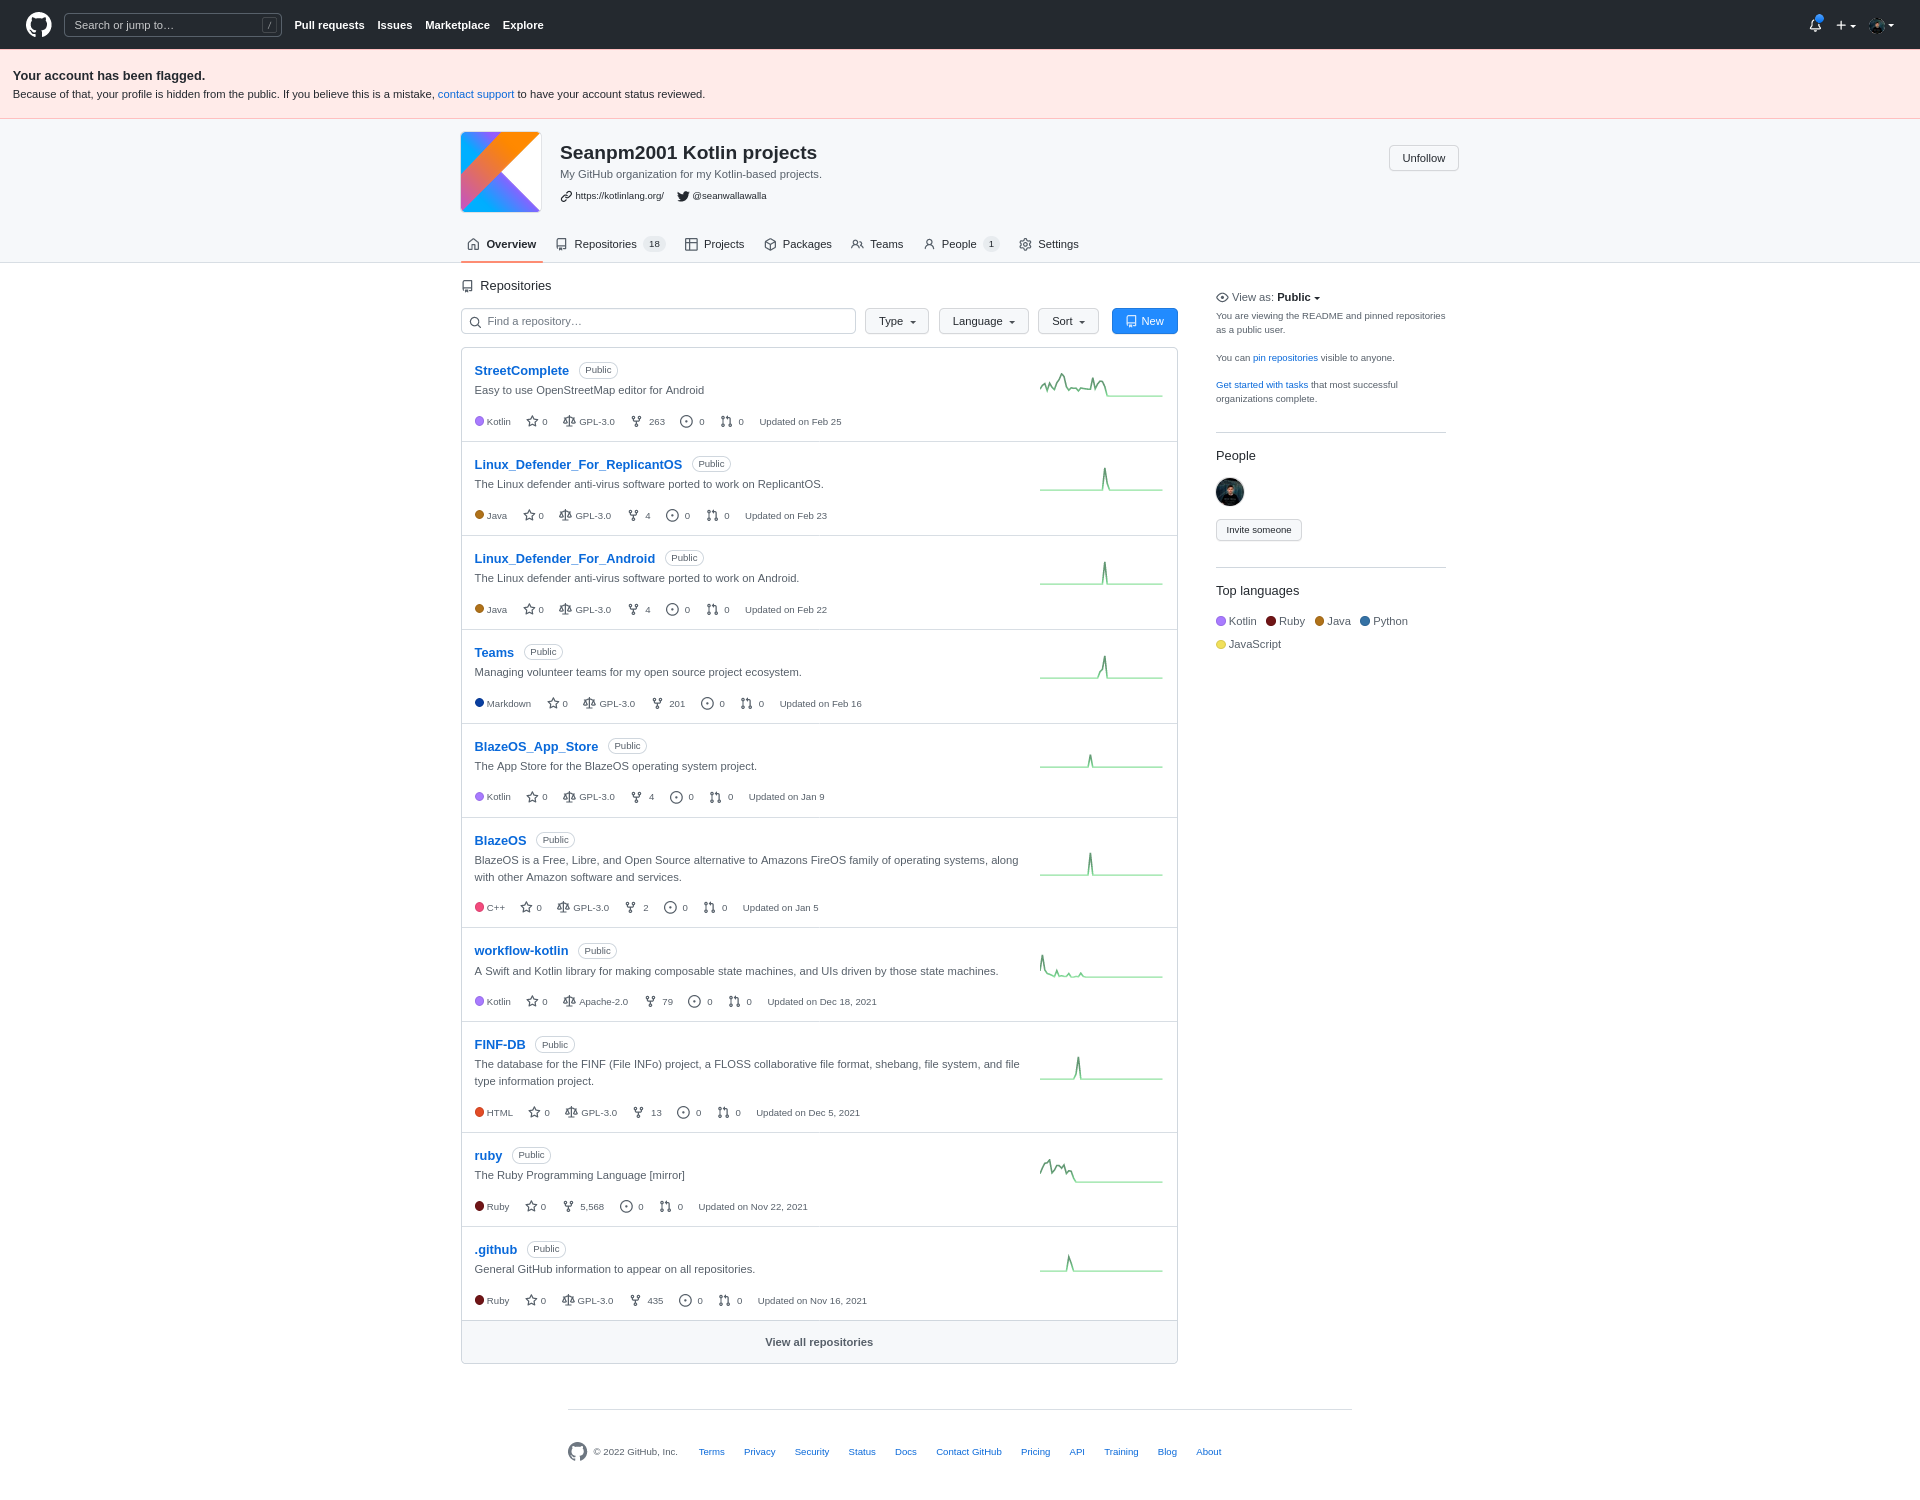 Search or jump to… /
Pull requests Issues Marketplace Explore
Your account has been flagged.
Because of that, your profile is hidden from the public. If you believe this is a mistake, contact support to have your account status reviewed.
Seanpm2001 Kotlin projects
Unfollow
My GitHub organization for my Kotlin-based projects.
https://kotlinlang.org/ @seanwallawalla
Overview Repositories 18 Projects Packages Teams People 1 Settings
Repositories
Find a repository…
Type Language Sort New
StreetComplete Public
Easy to use OpenStreetMap editor for Android
Kotlin 0 GPL-3.0 263 0 0 Updated on Feb 25
Linux_Defender_For_ReplicantOS Public
The Linux defender anti-virus software ported to work on ReplicantOS.
Java 0 GPL-3.0 4 0 0 Updated on Feb 23
Linux_Defender_For_Android Public
The Linux defender anti-virus software ported to work on Android.
Java 0 GPL-3.0 4 0 0 Updated on Feb 22
Teams Public
Managing volunteer teams for my open source project ecosystem.
Markdown 0 GPL-3.0 201 0 0 Updated on Feb 16
BlazeOS_App_Store Public
The App Store for the BlazeOS operating system project.
Kotlin 0 GPL-3.0 4 0 0 Updated on Jan 9
BlazeOS Public
BlazeOS is a Free, Libre, and Open Source alternative to Amazons FireOS family of operating systems, along
with other Amazon software and services.
C++ 0 GPL-3.0 2 0 0 Updated on Jan 5
workflow-kotlin Public
A Swift and Kotlin library for making composable state machines, and UIs driven by those state machines.
Kotlin 0 Apache-2.0 79 0 0 Updated on Dec 18, 2021
FINF-DB Public
The database for the FINF (File INFo) project, a FLOSS collaborative file format, shebang, file system, and file
type information project.
HTML 0 GPL-3.0 13 0 0 Updated on Dec 5, 2021
ruby Public
The Ruby Programming Language [mirror]
Ruby 0 5,568 0 0 Updated on Nov 22, 2021
.github Public
General GitHub information to appear on all repositories.
Ruby 0 GPL-3.0 435 0 0 Updated on Nov 16, 2021
View all repositories
View as: Public
You are viewing the README and pinned repositories
as a public user.
You can pin repositories visible to anyone.
Get started with tasks that most successful
organizations complete.
People
Invite someone
Top languages
Kotlin Ruby Java Python
JavaScript
© 2022 GitHub, Inc. Terms Privacy Security Status Docs Contact GitHub Pricing API Training Blog About